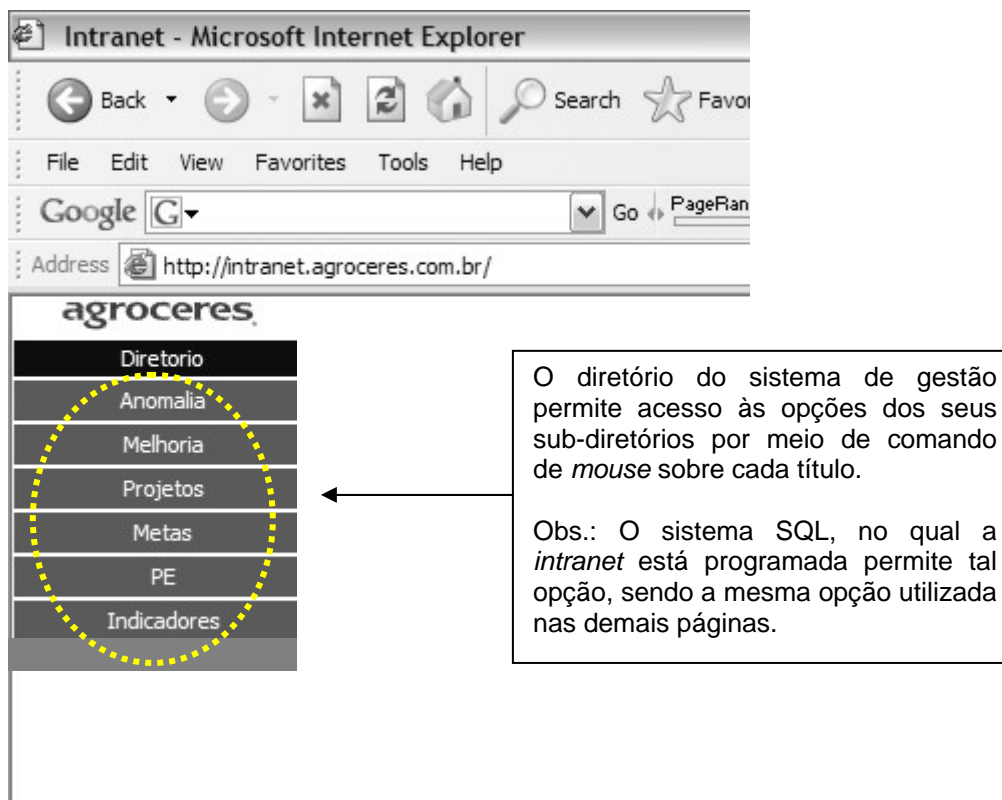 Intranet - Microsoft Internet Explorer
Back Search Favor
File Edit View Favorites Tools Help
Google G Go PageRan
Address http://intranet.agroceres.com.br/
agroceres
Diretorio
Anomalia
Melhoria
Projetos
Metas
PE
Indicadores
O diretório do sistema de gestão
permite acesso às opções dos seus
sub-diretórios por meio de comando
de mouse sobre cada título.
Obs.: O sistema SQL, no qual a
intranet está programada permite tal
opção, sendo a mesma opção utilizada
nas demais páginas.